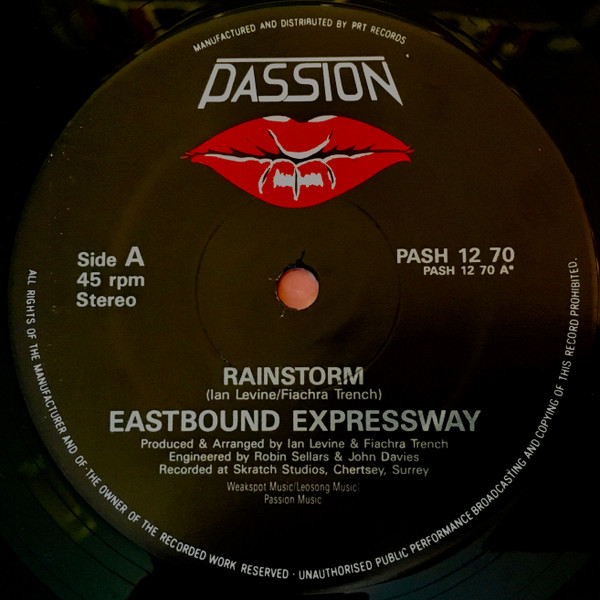 MANUFACTURED AND DISTRIBUTED BY PRT RECORDS.
PASSION
Side A
45 rpm
Stereo
PASH 12 70
PASH 12 70 A*
RAINSTORM
(Ian Levine/Fiachra Trench)
EASTBOUND EXPRESSWAY
Produced & Arranged by Ian Levine & Fiachra Trench
Engineered by Robin Sellars & John Davies
Recorded at Skratch Studios, Chertsey, Surrey
Weakspot Music/Leosong Music/
Passion Music
ALL RIGHTS OF THE MANUFACTURER AND OF THE OWNER OF THE RECORDED WORK RESERVED · UNAUTHORISED PUBLIC PERFORMANCE BROADCASTING AND COPYING OF THIS RECORD PROHIBITED.